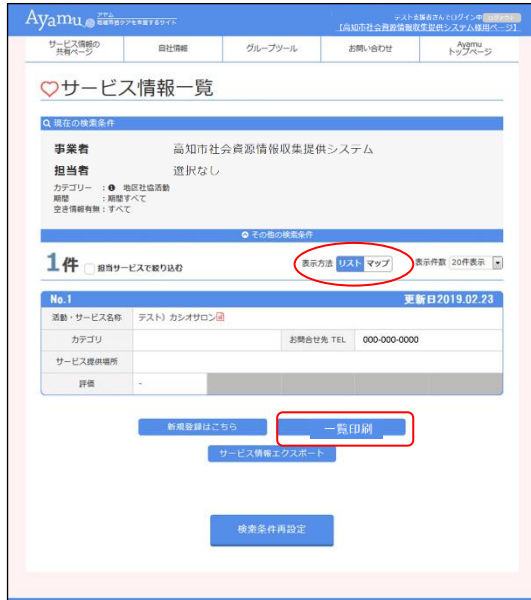 Ayamu アヤム 地域包括ケアを支援するサイト
テスト支援者さんでログイン中 ログアウト
【高知市社会資源情報収集提供システム様用ページ】
サービス情報の共有ページ
自社情報
グループツール
お問い合わせ
Ayamuトップページ
サービス情報一覧
現在の検索条件
事業者 高知市社会資源情報収集提供システム
担当者 選択なし
カテゴリー :❶ 地区社協活動
期間 :期間すべて
空き情報有無:すべて
その他の検索条件
1件 担当サービスで絞り込む 表示方法 リスト マップ 表示件数 20件表示
No.1 更新日2019.02.23
活動・サービス名称 テスト）カシオサロン
カテゴリ お問合せ先 TEL 000-000-0000
サービス提供場所
評価 -
新規登録はこちら 一覧印刷
サービス情報エクスポート
検索条件再設定